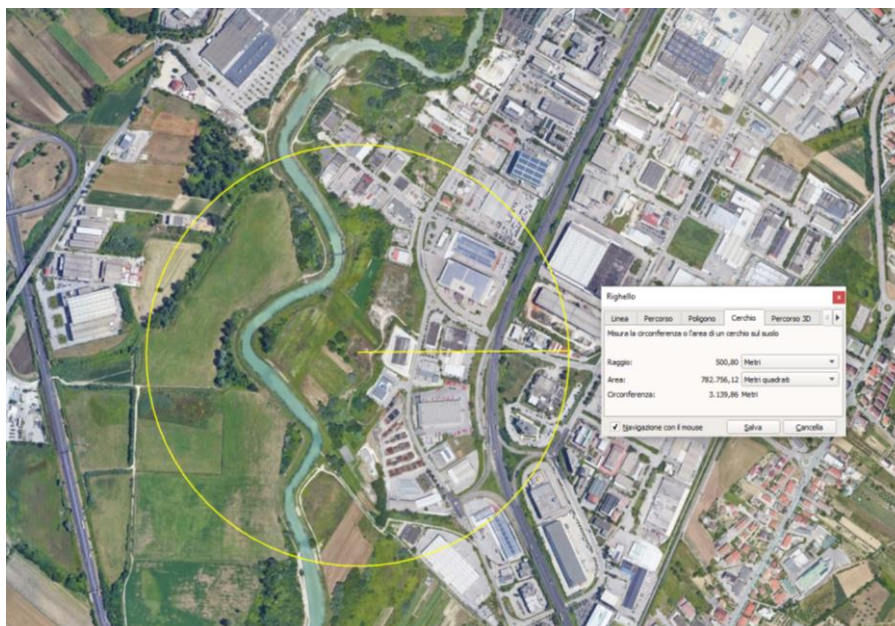 Righello
Linea Percorso Poligono Cerchio Percorso 3D
Misura la circonferenza o l'area di un cerchio sul suolo
Raggio: 500,80 Metri
Area: 782.756,12 Metri quadrati
Circonferenza: 3.139,86 Metri
Navigazione con il mouse Salva Cancella